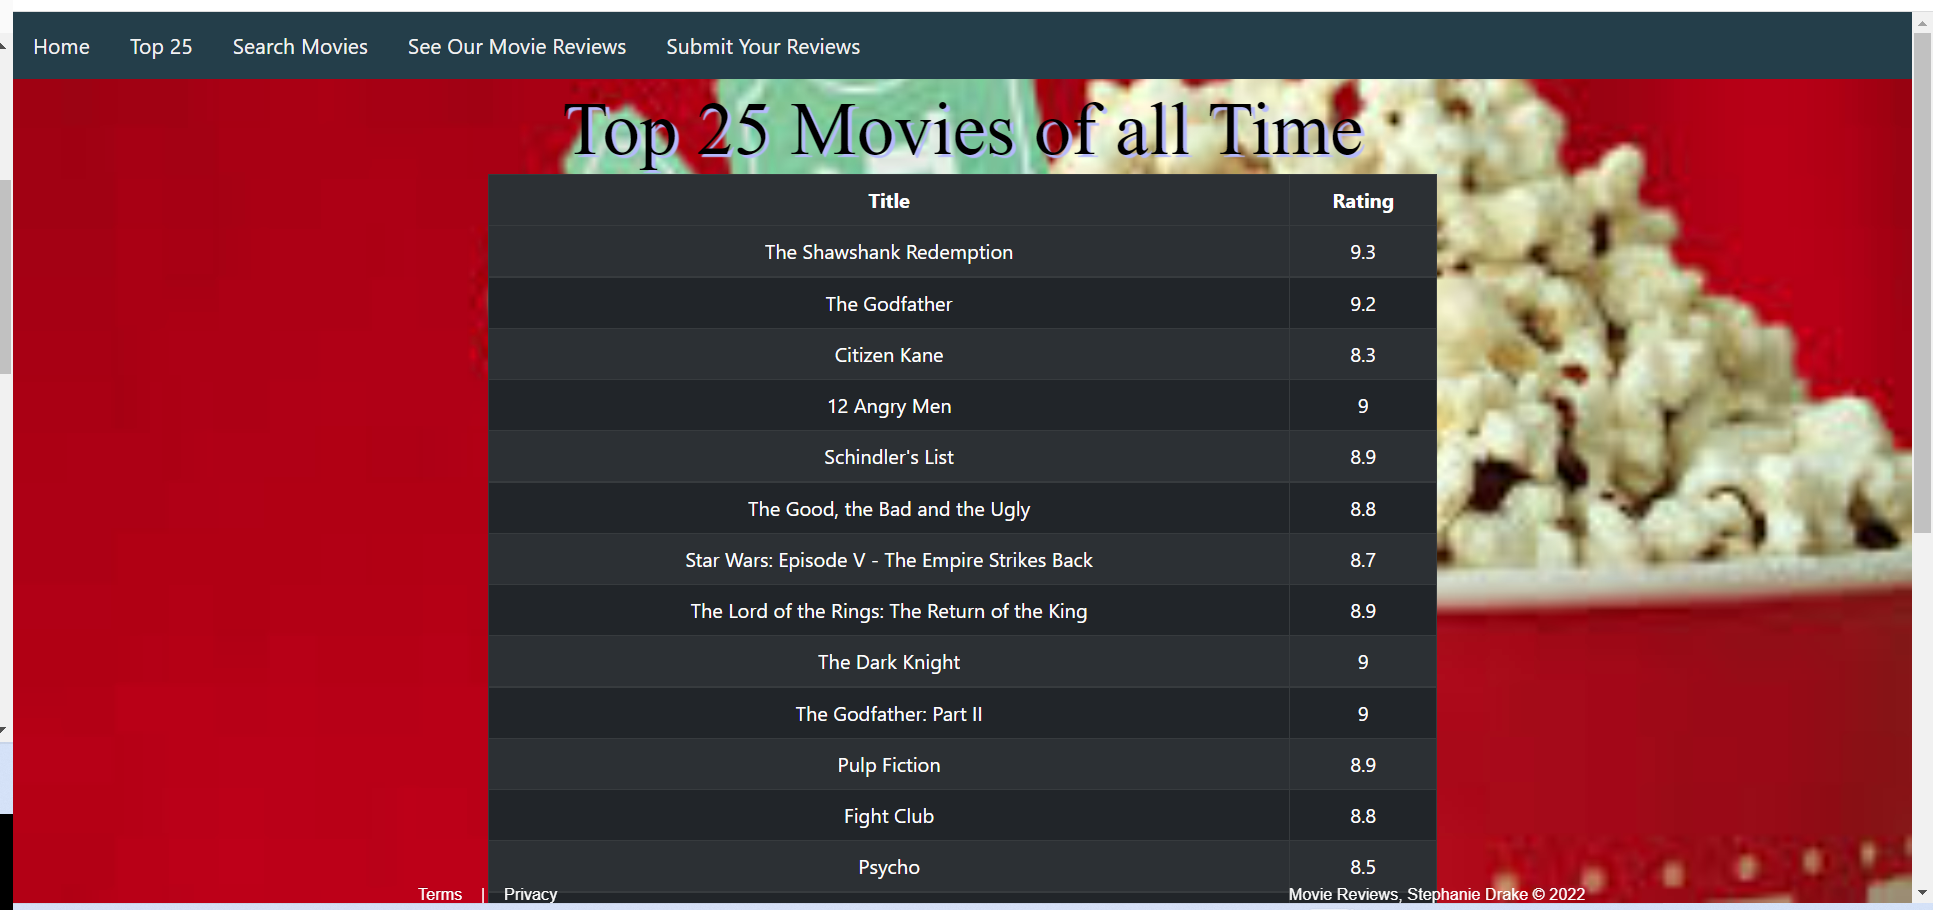 Home Top 25 Search Movies See Our Movie Reviews Submit Your Reviews
Top 25 Movies of all Time
Title Rating
The Shawshank Redemption 9.3
The Godfather 9.2
Citizen Kane 8.3
12 Angry Men 9
Schindler's List 8.9
The Good, the Bad and the Ugly 8.8
Star Wars: Episode V - The Empire Strikes Back 8.7
The Lord of the Rings: The Return of the King 8.9
The Dark Knight 9
The Godfather: Part II 9
Pulp Fiction 8.9
Fight Club 8.8
Psycho 8.5
Terms | Privacy Movie Reviews, Stephanie Drake © 2022